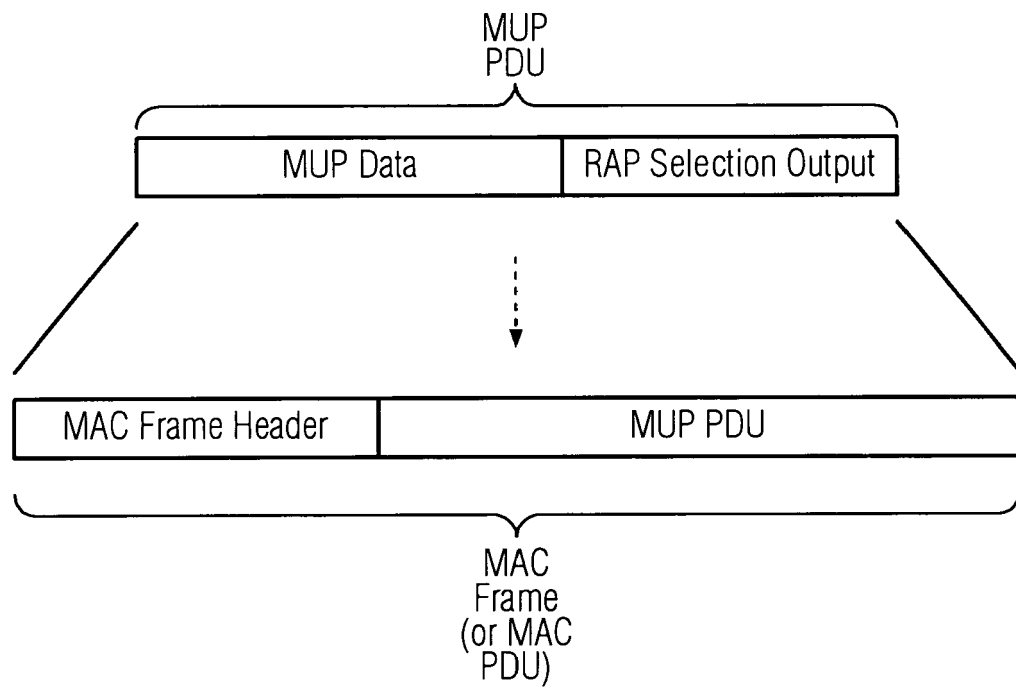 MUP
PDU
MUP Data RAP Selection Output
MAC Frame Header MUP PDU
MAC
Frame
(or MAC
PDU)